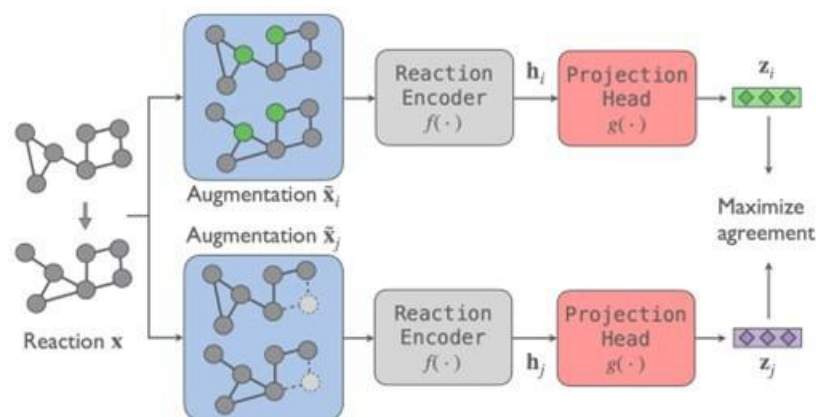 Reaction x
Augmentation x̃ᵢ
Augmentation x̃ⱼ
Reaction
Encoder
f(·)
hᵢ
Projection
Head
g(·)
zᵢ
Maximize
agreement
Reaction
Encoder
f(·)
hⱼ
Projection
Head
g(·)
zⱼ